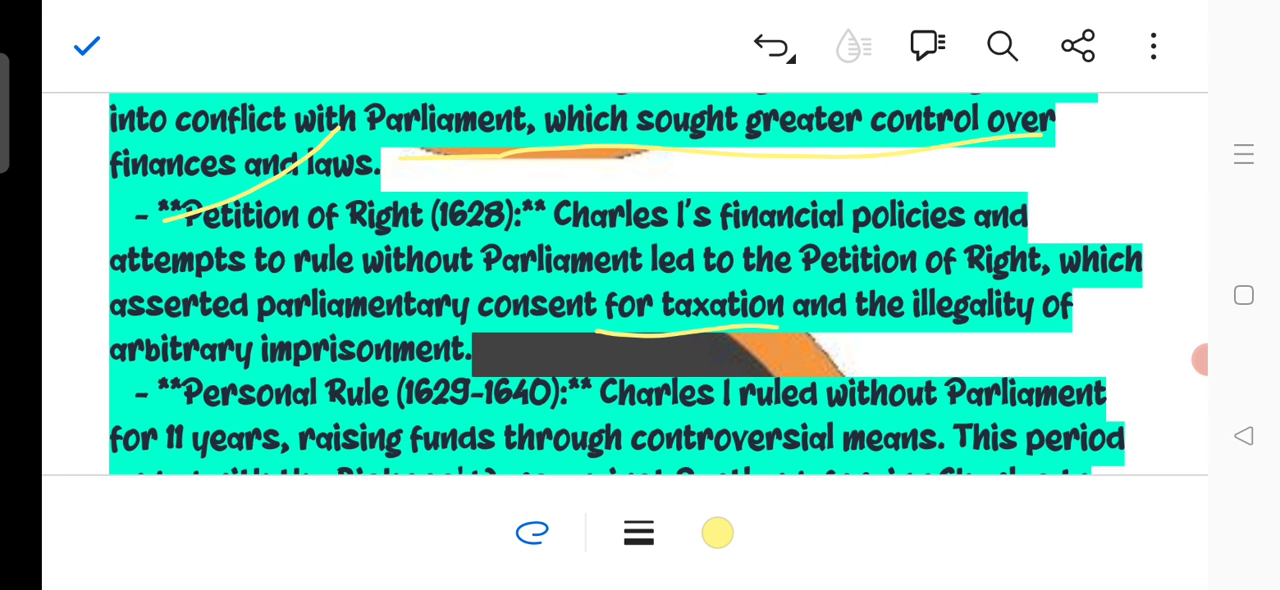 into conflict with Parliament, which sought greater control over
finances and laws.
- **Petition of Right (1628):** Charles I's financial policies and
attempts to rule without Parliament led to the Petition of Right, which
asserted parliamentary consent for taxation and the illegality of
arbitrary imprisonment.
- **Personal Rule (1629-1640):** Charles I ruled without Parliament
for 11 years, raising funds through controversial means. This period